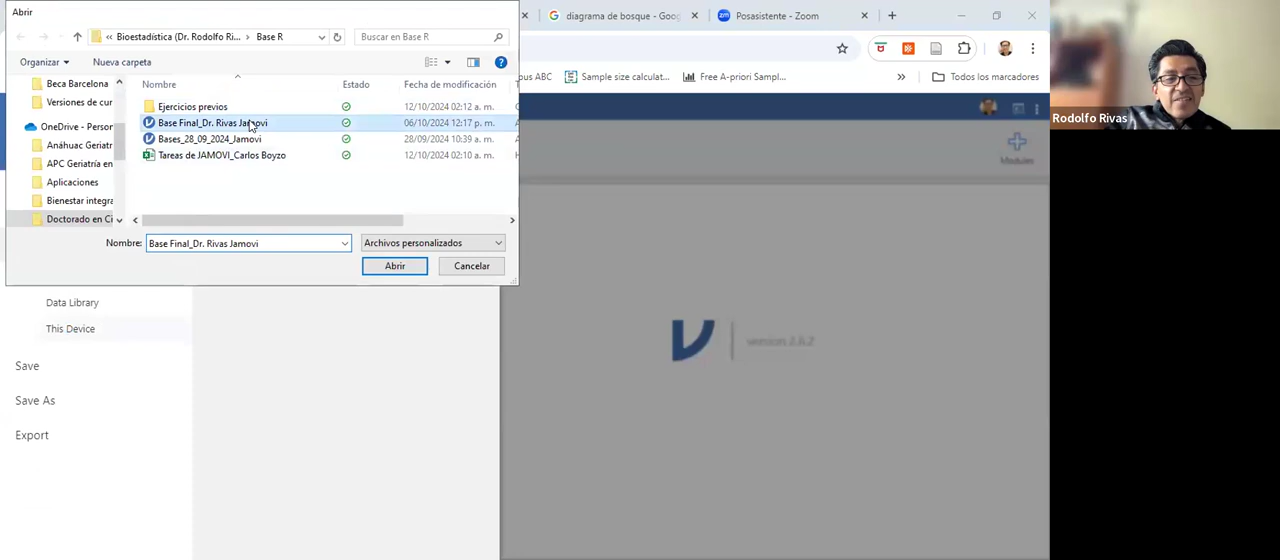 Abrir
diagrama de bosque - Goog
Posasistente - Zoom
Bioestadística (Dr. Rodolfo Ri...
Base R
Buscar en Base R
Organizar
Nueva carpeta
Beca Barcelona
Versiones de cur
OneDrive - Person
Anáhuac Geriatr
APC Geriatría en
Aplicaciones
Bienestar integra
Doctorado en Ci
Nombre
Estado
Fecha de modificación
Ejercicios previos
12/10/2024 02:12 a. m.
Base Final_Dr. Rivas Jamovi
06/10/2024 12:17 p. m.
Bases_28_09_2024_Jamovi
28/09/2024 10:39 a. m.
Tareas de JAMOVI_Carlos Boyzo
12/10/2024 02:10 a. m.
Nombre:
Base Final_Dr. Rivas Jamovi
Archivos personalizados
Abrir
Cancelar
pus ABC
Sample size calculat...
Free A-priori Sampl...
Todos los marcadores
Modules
Data Library
This Device
Save
Save As
Export
Rodolfo Rivas